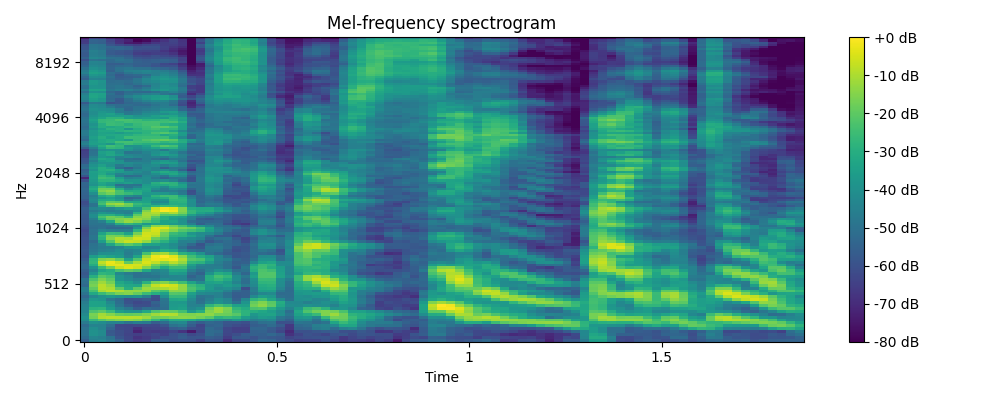 Mel-frequency spectrogram
8192
4096
2048
1024
512
0
Hz
0
0.5
1
1.5
Time
+0 dB
-10 dB
-20 dB
-30 dB
-40 dB
-50 dB
-60 dB
-70 dB
-80 dB